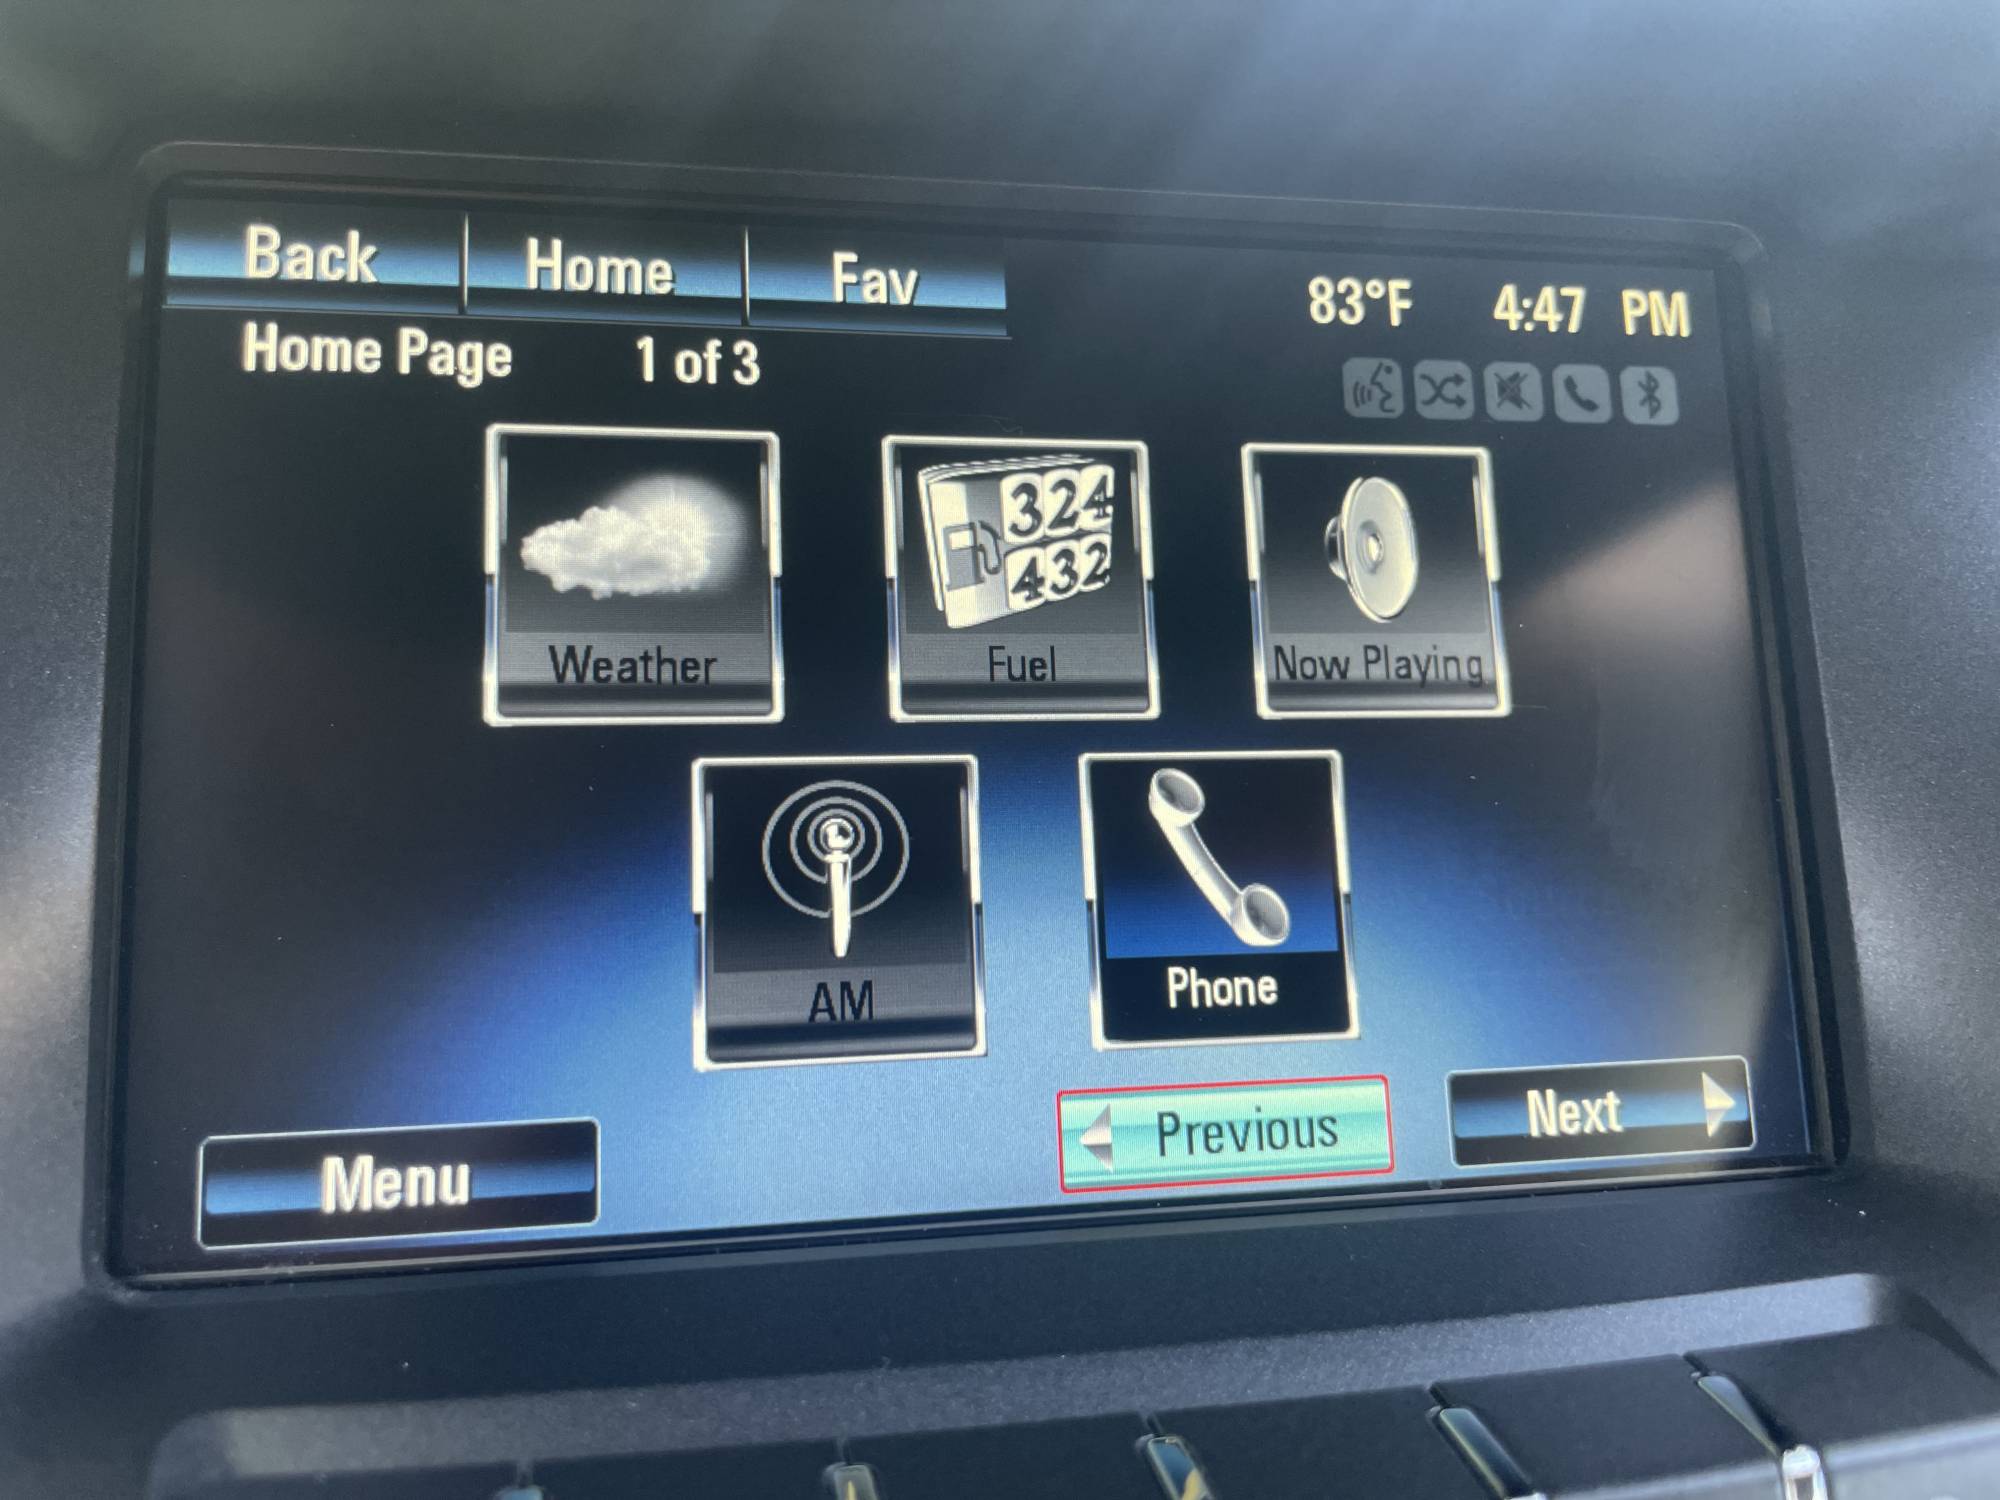 Back Home Fav
83°F 4:47 PM
Home Page 1 of 3
324
432
Weather Fuel Now Playing
AM Phone
Menu Previous Next